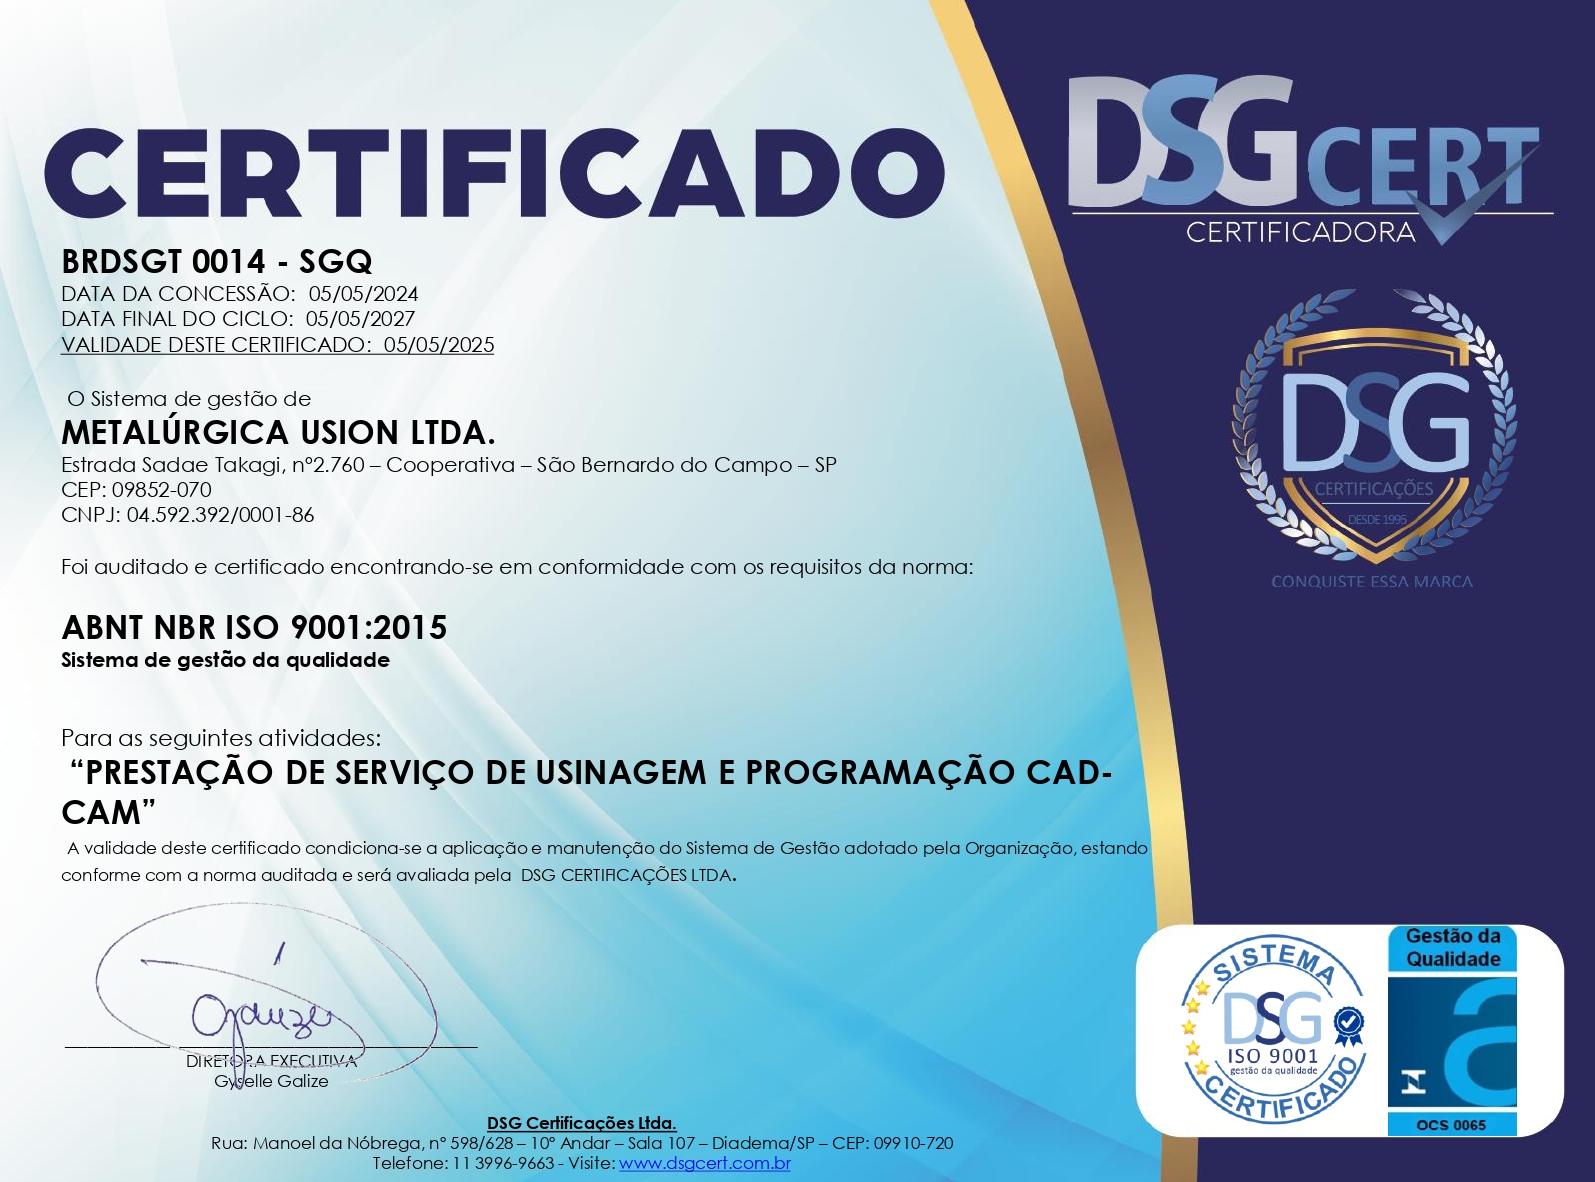 CERTIFICADO
BRDSGT 0014 - SGQ
DATA DA CONCESSÃO: 05/05/2024
DATA FINAL DO CICLO: 05/05/2027
VALIDADE DESTE CERTIFICADO: 05/05/2025
O Sistema de gestão de
METALÚRGICA USION LTDA.
Estrada Sadae Takagi, nº2.760 – Cooperativa – São Bernardo do Campo – SP
CEP: 09852-070
CNPJ: 04.592.392/0001-86
Foi auditado e certificado encontrando-se em conformidade com os requisitos da norma:
ABNT NBR ISO 9001:2015
Sistema de gestão da qualidade
Para as seguintes atividades:
“PRESTAÇÃO DE SERVIÇO DE USINAGEM E PROGRAMAÇÃO CAD-
CAM”
A validade deste certificado condiciona-se a aplicação e manutenção do Sistema de Gestão adotado pela Organização, estando
conforme com a norma auditada e será avaliada pela DSG CERTIFICAÇÕES LTDA.
DIRETORA EXECUTIVA
Gyselle Galize
DSG Certificações Ltda.
Rua: Manoel da Nóbrega, nº 598/628 – 10º Andar – Sala 107 – Diadema/SP – CEP: 09910-720
Telefone: 11 3996-9663 - Visite: www.dsgcert.com.br
DSG CERT
CERTIFICADORA
DSG
CERTIFICAÇÕES
DESDE 1995
CONQUISTE ESSA MARCA
SISTEMA
DSG
ISO 9001
gestão da qualidade
CERTIFICADO
Gestão da
Qualidade
OCS 0065